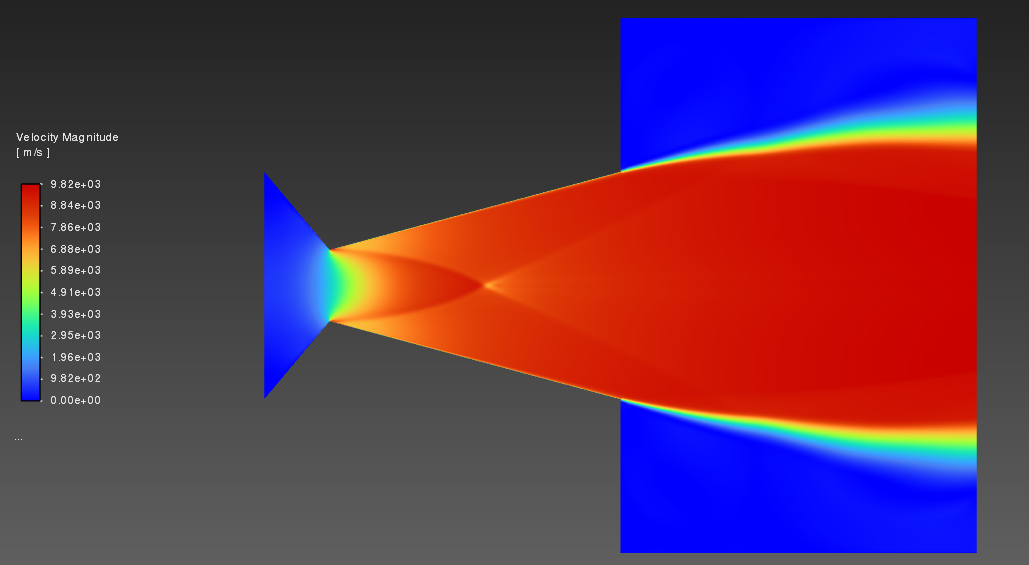 Velocity Magnitude
[ m/s ]
9.82e+03
8.84e+03
7.86e+03
6.88e+03
5.89e+03
4.91e+03
3.93e+03
2.95e+03
1.96e+03
9.82e+02
0.00e+00
...